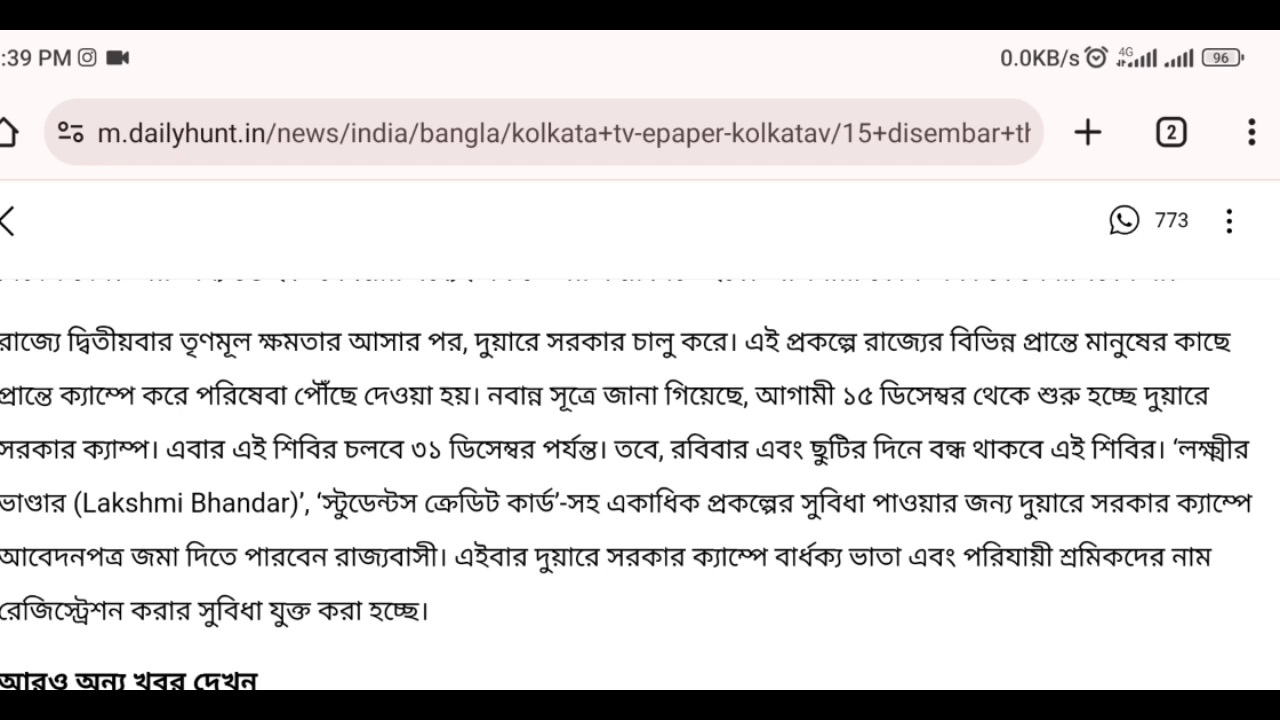 :39 PM
0.0KB/s 4G 96
m.dailyhunt.in/news/india/bangla/kolkata+tv-epaper-kolkatav/15+disembar+th
2
773
রাজ্যে দ্বিতীয়বার তৃণমূল ক্ষমতার আসার পর, দুয়ারে সরকার চালু করে। এই প্রকল্পে রাজ্যের বিভিন্ন প্রান্তে মানুষের কাছে
প্রান্তে ক্যাম্পে করে পরিষেবা পৌঁছে দেওয়া হয়। নবান্ন সূত্রে জানা গিয়েছে, আগামী ১৫ ডিসেম্বর থেকে শুরু হচ্ছে দুয়ারে
সরকার ক্যাম্প। এবার এই শিবির চলবে ৩১ ডিসেম্বর পর্যন্ত। তবে, রবিবার এবং ছুটির দিনে বন্ধ থাকবে এই শিবির। ‘লক্ষ্মীর
ভাণ্ডার (Lakshmi Bhandar)’, ‘স্টুডেন্টস ক্রেডিট কার্ড’-সহ একাধিক প্রকল্পের সুবিধা পাওয়ার জন্য দুয়ারে সরকার ক্যাম্পে
আবেদনপত্র জমা দিতে পারবেন রাজ্যবাসী। এইবার দুয়ারে সরকার ক্যাম্পে বার্ধক্য ভাতা এবং পরিযায়ী শ্রমিকদের নাম
রেজিস্ট্রেশন করার সুবিধা যুক্ত করা হচ্ছে।
আরও অন্য খবর দেখন